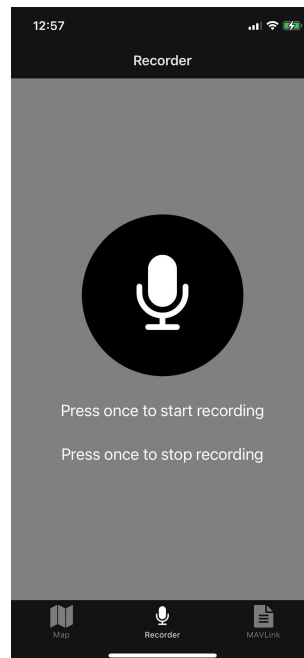 12:57
Recorder
Press once to start recording
Press once to stop recording
Map
Recorder
MAVLink